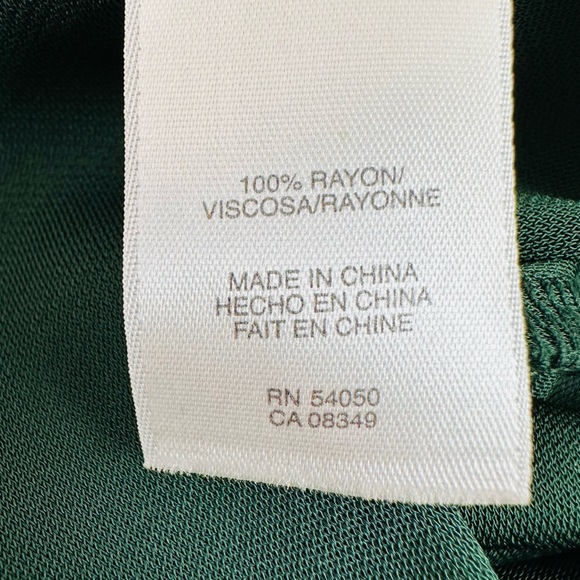 100% RAYON/
VISCOSA/RAYONNE
MADE IN CHINA
HECHO EN CHINA
FAIT EN CHINE
RN 54050
CA 08349